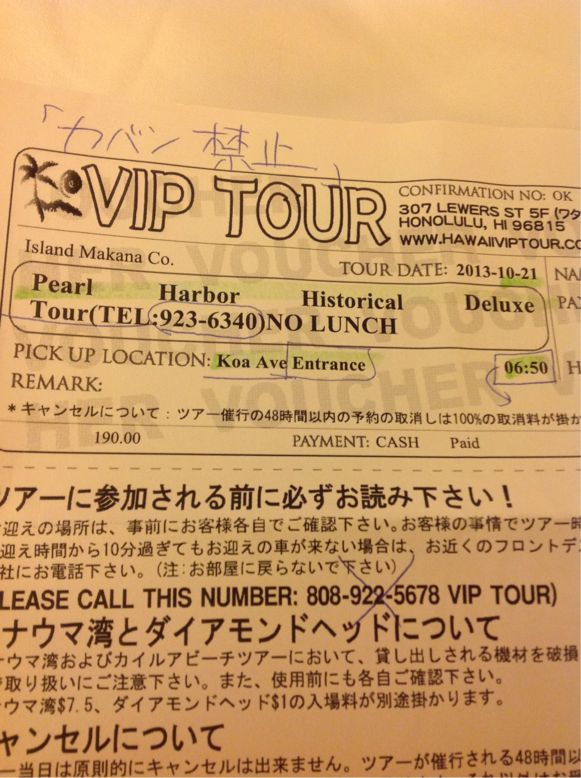 「カバン 禁止」
VIP TOUR
CONFIRMATION NO: OK
307 LEWERS ST 5F (ワタ
HONOLULU, HI 96815
WWW.HAWAIIVIPTOUR.CO
Island Makana Co.
TOUR DATE: 2013-10-21 NA
Pearl Harbor Historical Deluxe PA
Tour(TEL:923-6340)NO LUNCH
PICK UP LOCATION: Koa Ave Entrance 06:50 H
REMARK:
*キャンセルについて：ツアー催行の48時間以内の予約の取消しは100%の取消料が掛か
190.00 PAYMENT: CASH Paid
ツアーに参加される前に必ずお読み下さい！
迎えの場所は、事前にお客様各自でご確認下さい。お客様の事情でツアー時
迎え時間から10分過ぎてもお迎えの車が来ない場合は、お近くのフロントデス
社にお電話下さい。(注:お部屋に戻らないで下さい)
LEASE CALL THIS NUMBER: 808-922-5678 VIP TOUR)
ナウマ湾とダイアモンドヘッドについて
ナウマ湾およびカイルアビーチツアーにおいて、貸し出しされる機材を破損
取り扱いにご注意下さい。また、使用前にも各自ご確認下さい。
ウマ湾$7.5、ダイアモンドヘッド$1の入場料が別途掛かります。
ャンセルについて
ー当日は原則的にキャンセルは出来ません。ツアーが催行される48時間以